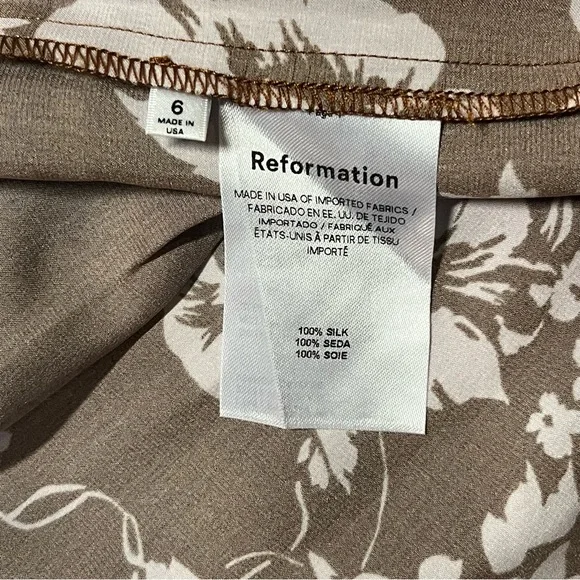 6
MADE IN
USA
Reformation
MADE IN USA OF IMPORTED FABRICS /
FABRICADO EN EE. UU. DE TEJIDO
IMPORTADO / FABRIQUÉ AUX
ÉTATS-UNIS À PARTIR DE TISSU
IMPORTÉ
100% SILK
100% SEDA
100% SOIE